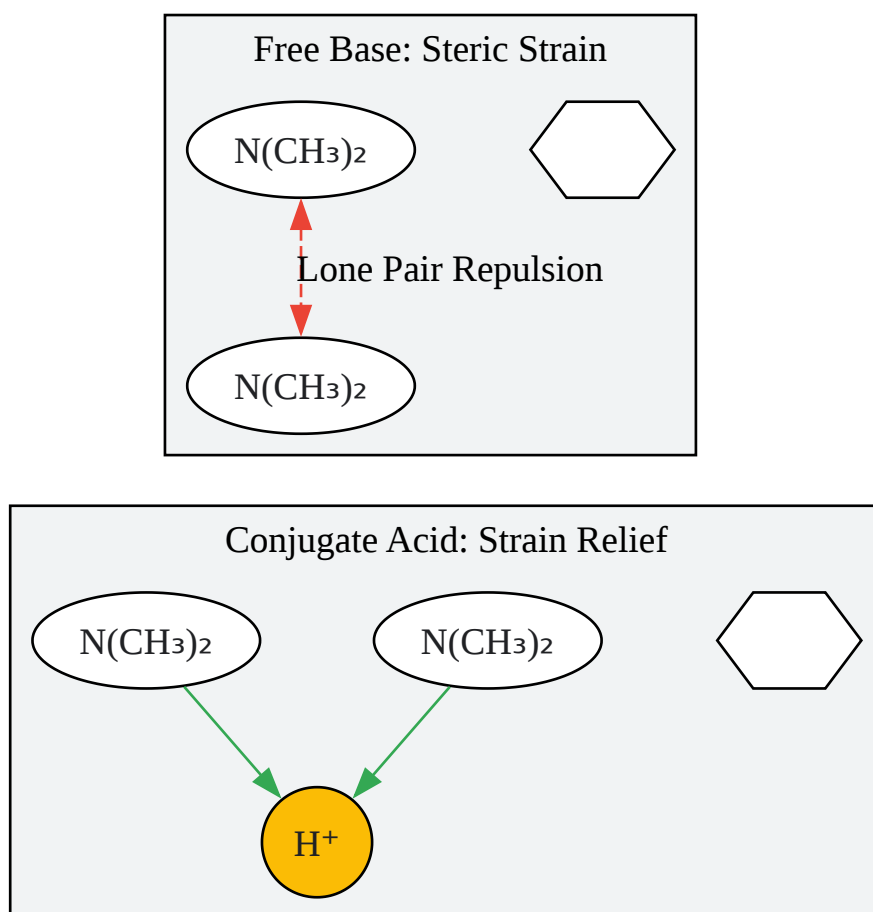 Free Base: Steric Strain
N(CH₃)₂
Lone Pair Repulsion
N(CH₃)₂
Conjugate Acid: Strain Relief
N(CH₃)₂ N(CH₃)₂
H⁺